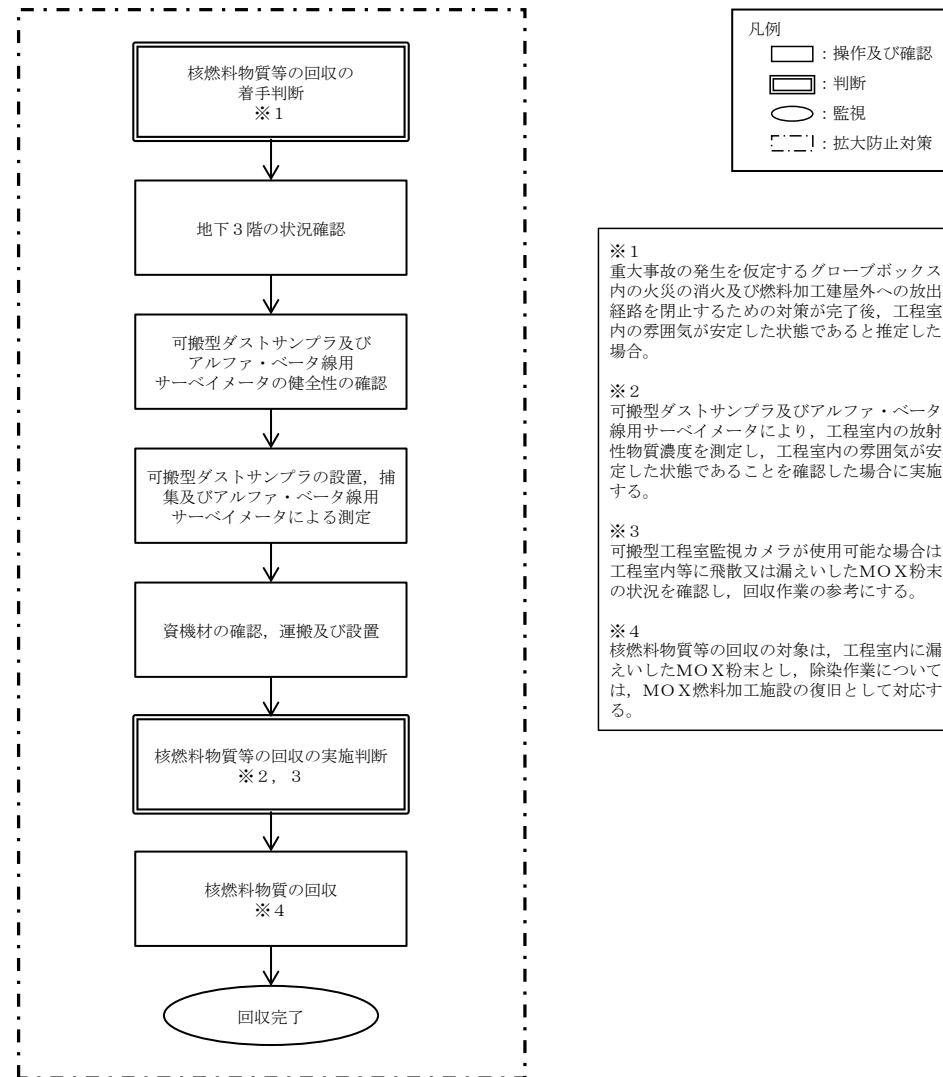 核燃料物質等の回収の
着手判断
※1
地下3階の状況確認
可搬型ダストサンプラ及び
アルファ・ベータ線用
サーベイメータの健全性の確認
可搬型ダストサンプラの設置，捕
集及びアルファ・ベータ線用
サーベイメータによる測定
資機材の確認，運搬及び設置
核燃料物質等の回収の実施判断
※2，3
核燃料物質の回収
※4
回収完了
凡例
：操作及び確認
：判断
：監視
：拡大防止対策
※1
重大事故の発生を仮定するグローブボックス
内の火災の消火及び燃料加工建屋外への放出
経路を閉止するための対策が完了後，工程室
内の雰囲気が安定した状態であると推定した
場合。
※2
可搬型ダストサンプラ及びアルファ・ベータ
線用サーベイメータにより，工程室内の放射
性物質濃度を測定し，工程室内の雰囲気が安
定した状態であることを確認した場合に実施
する。
※3
可搬型工程室監視カメラが使用可能な場合は
工程室内等に飛散又は漏えいしたMOX粉末
の状況を確認し，回収作業の参考にする。
※4
核燃料物質等の回収の対象は，工程室内に漏
えいしたMOX粉末とし，除染作業について
は，MOX燃料加工施設の復旧として対応す
る。